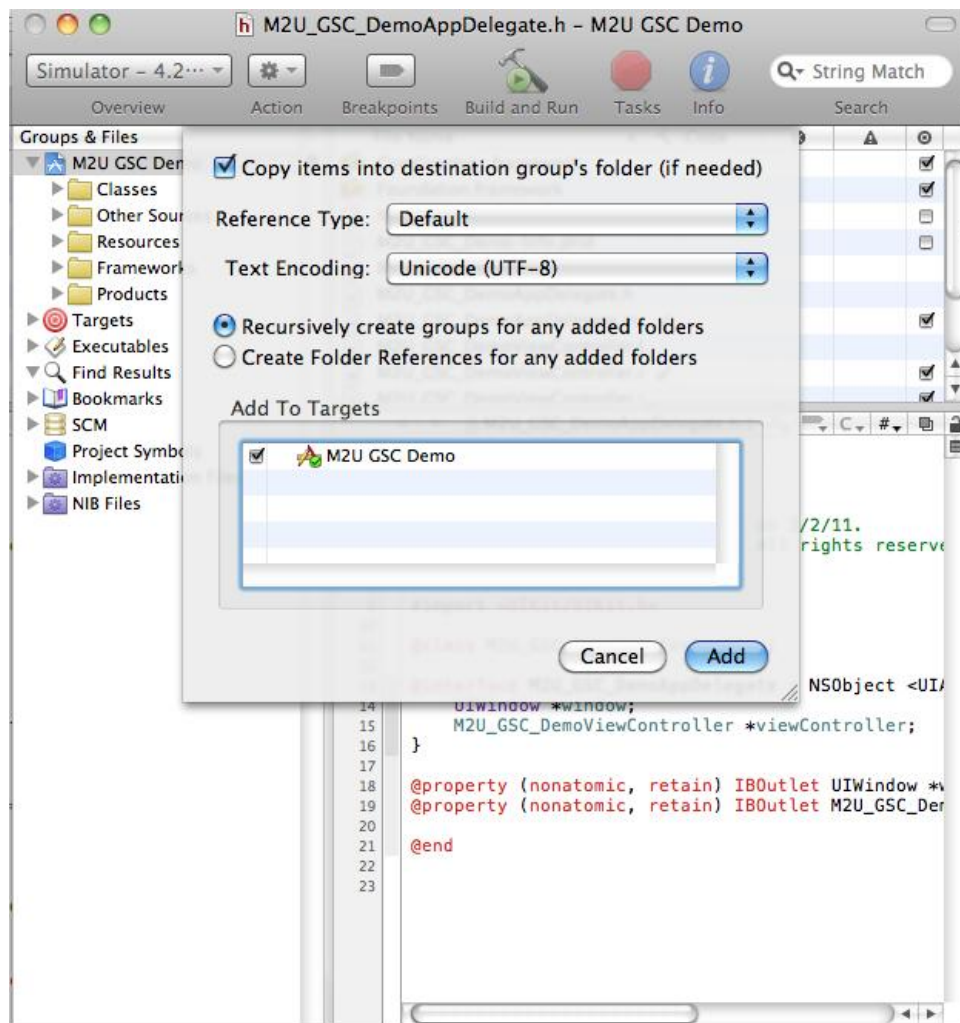 M2U_GSC_DemoAppDelegate.h – M2U GSC Demo
Simulator – 4.2···
String Match
Overview Action Breakpoints Build and Run Tasks Info Search
Groups & Files
M2U GSC Dem
Classes
Other Sour
Resources
Framework
Products
Targets
Executables
Find Results
Bookmarks
SCM
Project Symbo
Implementati
NIB Files
Copy items into destination group's folder (if needed)
Reference Type: Default
Text Encoding: Unicode (UTF-8)
Recursively create groups for any added folders
Create Folder References for any added folders
Add To Targets
M2U GSC Demo
Cancel Add
C #
/2/11.
rights reserve
NSObject <UIA
14 UIWindow *window;
15 M2U_GSC_DemoViewController *viewController;
16 }
17
18 @property (nonatomic, retain) IBOutlet UIWindow *w
19 @property (nonatomic, retain) IBOutlet M2U_GSC_Dem
20
21 @end
22
23